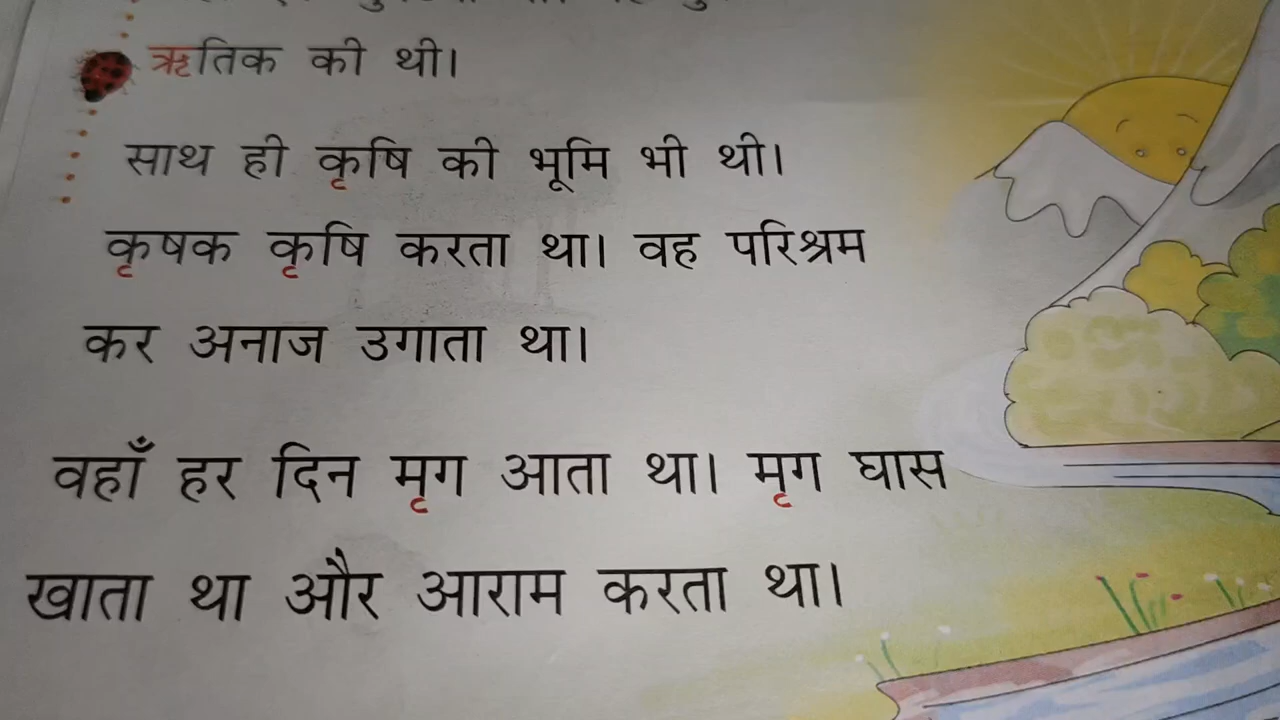 ऋतिक की थी।
साथ ही कृषि की भूमि भी थी।
कृषक कृषि करता था। वह परिश्रम
कर अनाज उगाता था।
वहाँ हर दिन मृग आता था। मृग घास
खाता था और आराम करता था।